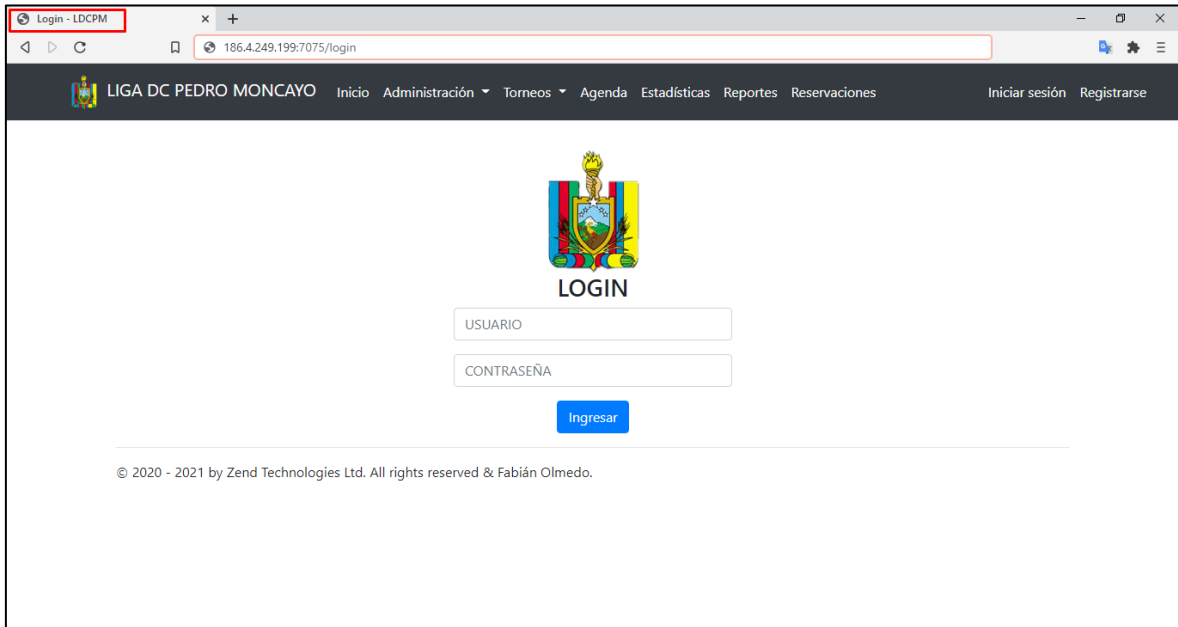 Login - LDCPM
186.4.249.199:7075/login
LIGA DC PEDRO MONCAYO Inicio Administración Torneos Agenda Estadísticas Reportes Reservaciones Iniciar sesión Registrarse
LOGIN
USUARIO
CONTRASEÑA
Ingresar
© 2020 - 2021 by Zend Technologies Ltd. All rights reserved & Fabián Olmedo.